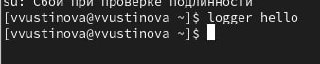 su: Сбой при проверке подлинности
[vvustinova@vvustinova ~]$ logger hello
[vvustinova@vvustinova ~]$